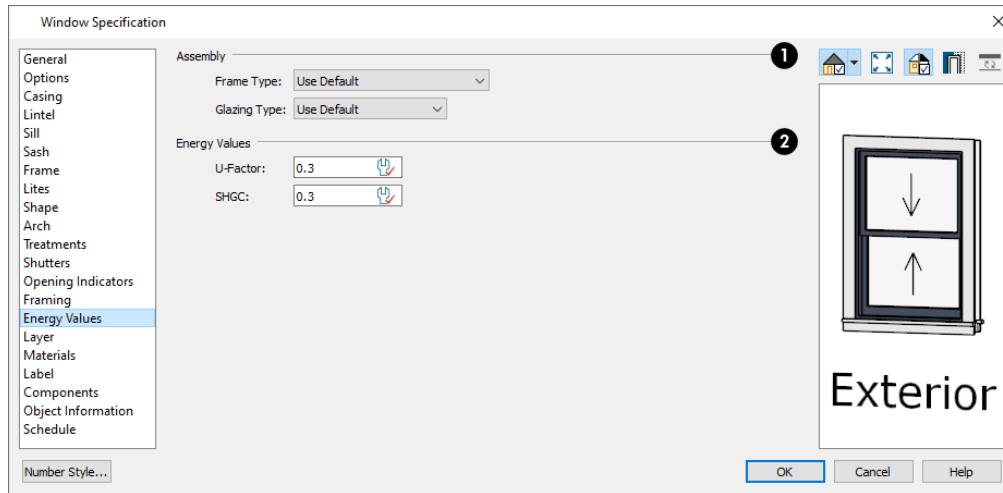 Window Specification
General
Options
Casing
Lintel
Sill
Sash
Frame
Lites
Shape
Arch
Treatments
Shutters
Opening Indicators
Framing
Energy Values
Layer
Materials
Label
Components
Object Information
Schedule
Assembly 1
Frame Type: Use Default
Glazing Type: Use Default
Energy Values 2
U-Factor: 0.3
SHGC: 0.3
Exterior
Number Style...
OK Cancel Help